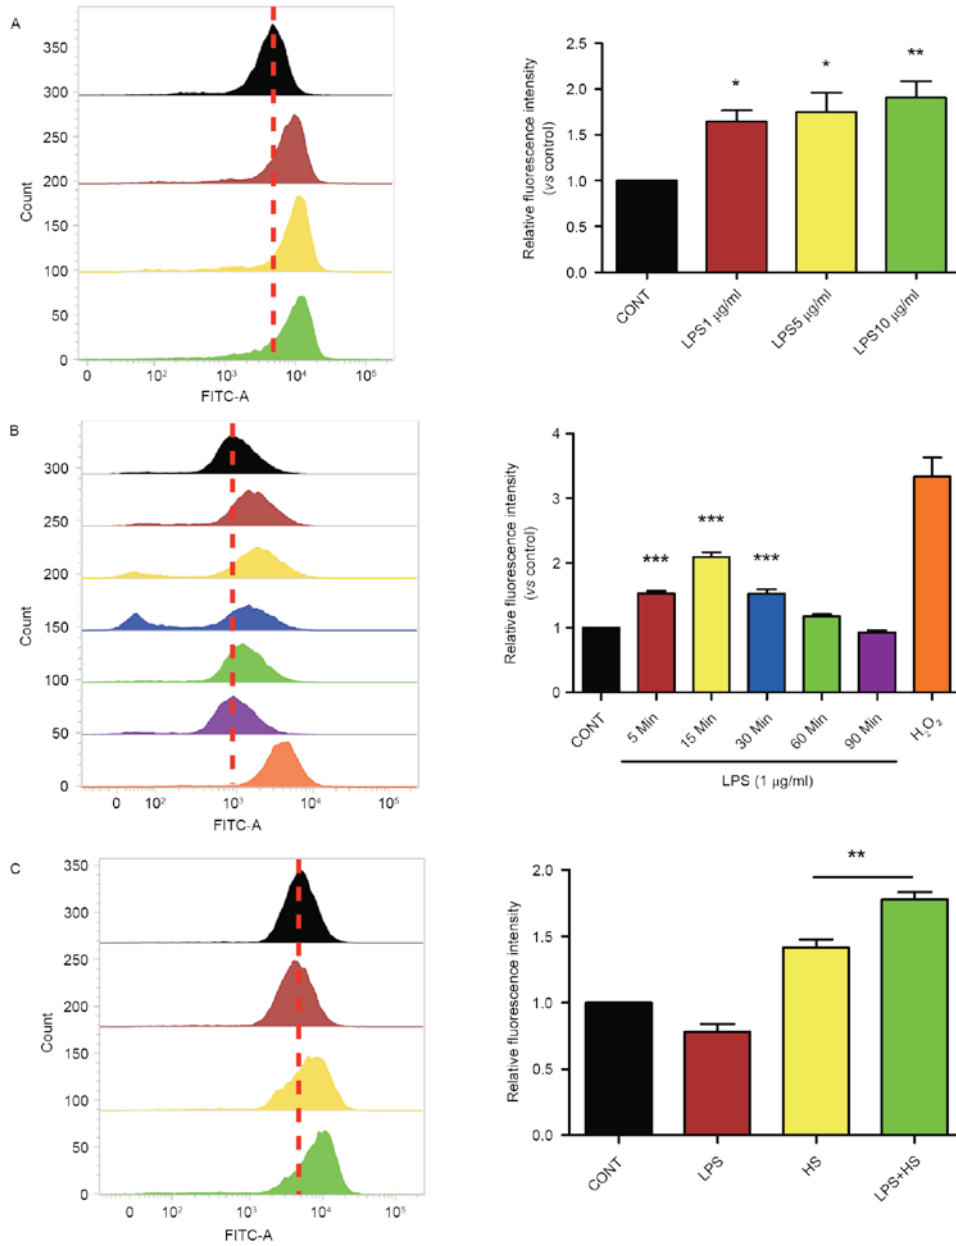 A
350
300
250
200
150
100
50
0
Count
0 10² 10³ 10⁴ 10⁵
FITC-A
2.5
2.0
1.5
1.0
0.5
0.0
Relative fluorescence intensity
(vs control)
* * **
CONT LPS1 µg/ml LPS5 µg/ml LPS10 µg/ml
B
300
250
200
150
100
50
0
Count
0 10² 10³ 10⁴ 10⁵
FITC-A
4
3
2
1
0
Relative fluorescence intensity
(vs control)
*** *** ***
CONT 5 Min 15 Min 30 Min 60 Min 90 Min H₂O₂
LPS (1 µg/ml)
C
350
300
250
200
150
100
50
0
Count
0 10² 10³ 10⁴ 10⁵
FITC-A
2.0
1.5
1.0
0.5
0.0
Relative fluorescence intensity
**
CONT LPS HS LPS+HS